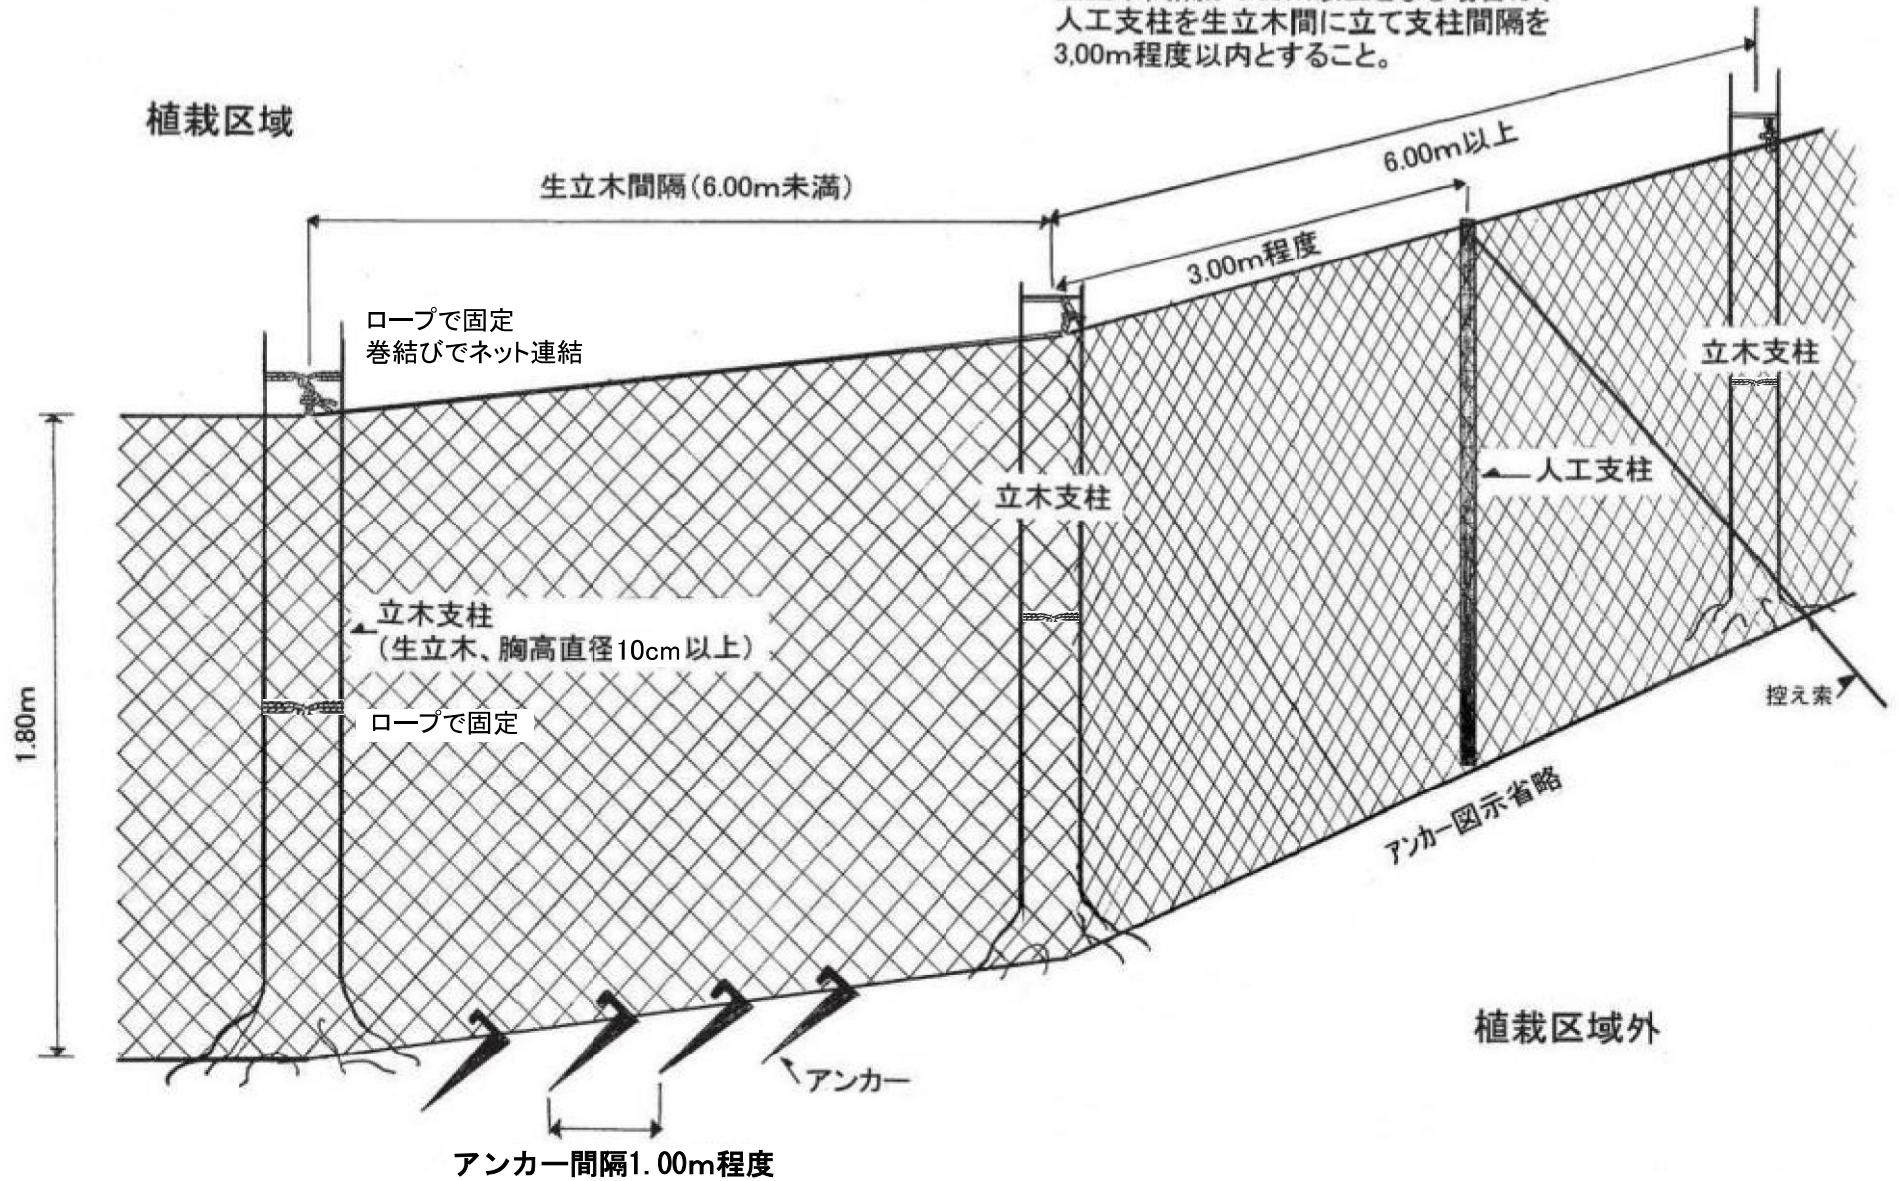 人工支柱を生立木間に立て支柱間隔を
3,00m程度以内とすること。
植栽区域
6.00m以上
生立木間隔(6.00m未満)
3.00m程度
ロープで固定
巻結びでネット連結
立木支柱
人工支柱
立木支柱
立木支柱
(生立木、胸高直径10cm以上)
ロープで固定
1.80m
控え索
アンカー図示省略
植栽区域外
アンカー
アンカー間隔1.00m程度